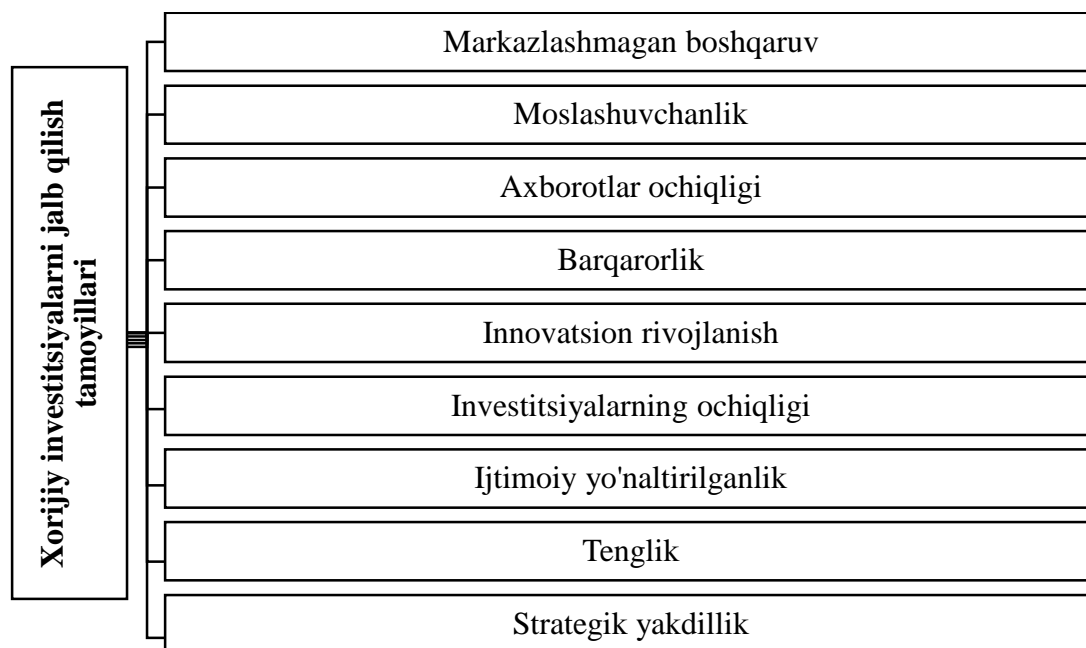 Xorijiy investitsiyalarni jalb qilish
tamoyillari
Markazlashmagan boshqaruv
Moslashuvchanlik
Axborotlar ochiqligi
Barqarorlik
Innovatsion rivojlanish
Investitsiyalarning ochiqligi
Ijtimoiy yo'naltirilganlik
Tenglik
Strategik yakdillik